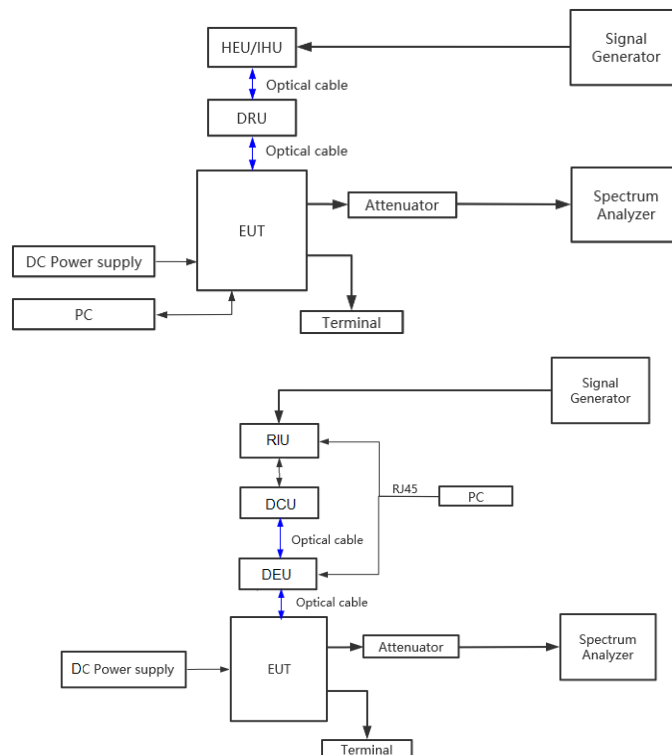 HEU/IHU
Signal
Generator
Optical cable
DRU
Optical cable
EUT
Attenuator
Spectrum
Analyzer
DC Power supply
PC
Terminal
Signal
Generator
RIU
RJ45
PC
DCU
Optical cable
DEU
Optical cable
EUT
Attenuator
Spectrum
Analyzer
DC Power supply
Terminal